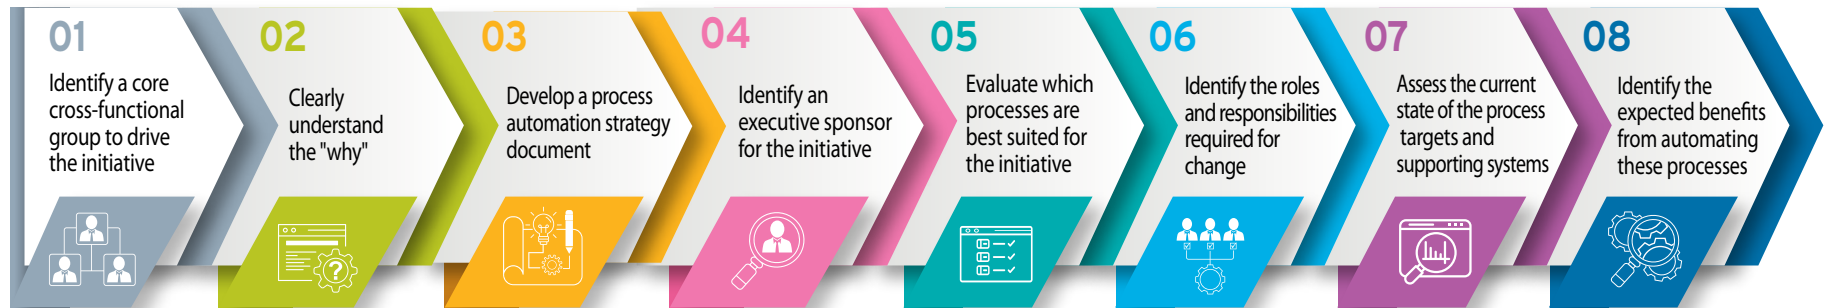 01
Identify a core
cross-functional
group to drive
the initiative
02
Clearly
understand
the "why"
03
Develop a process
automation strategy
document
04
Identify an
executive sponsor
for the initiative
05
Evaluate which
processes are
best suited for
the initiative
06
Identify the roles
and responsibilities
required for
change
07
Assess the current
state of the process
targets and
supporting systems
08
Identify the
expected benefits
from automating
these processes
?